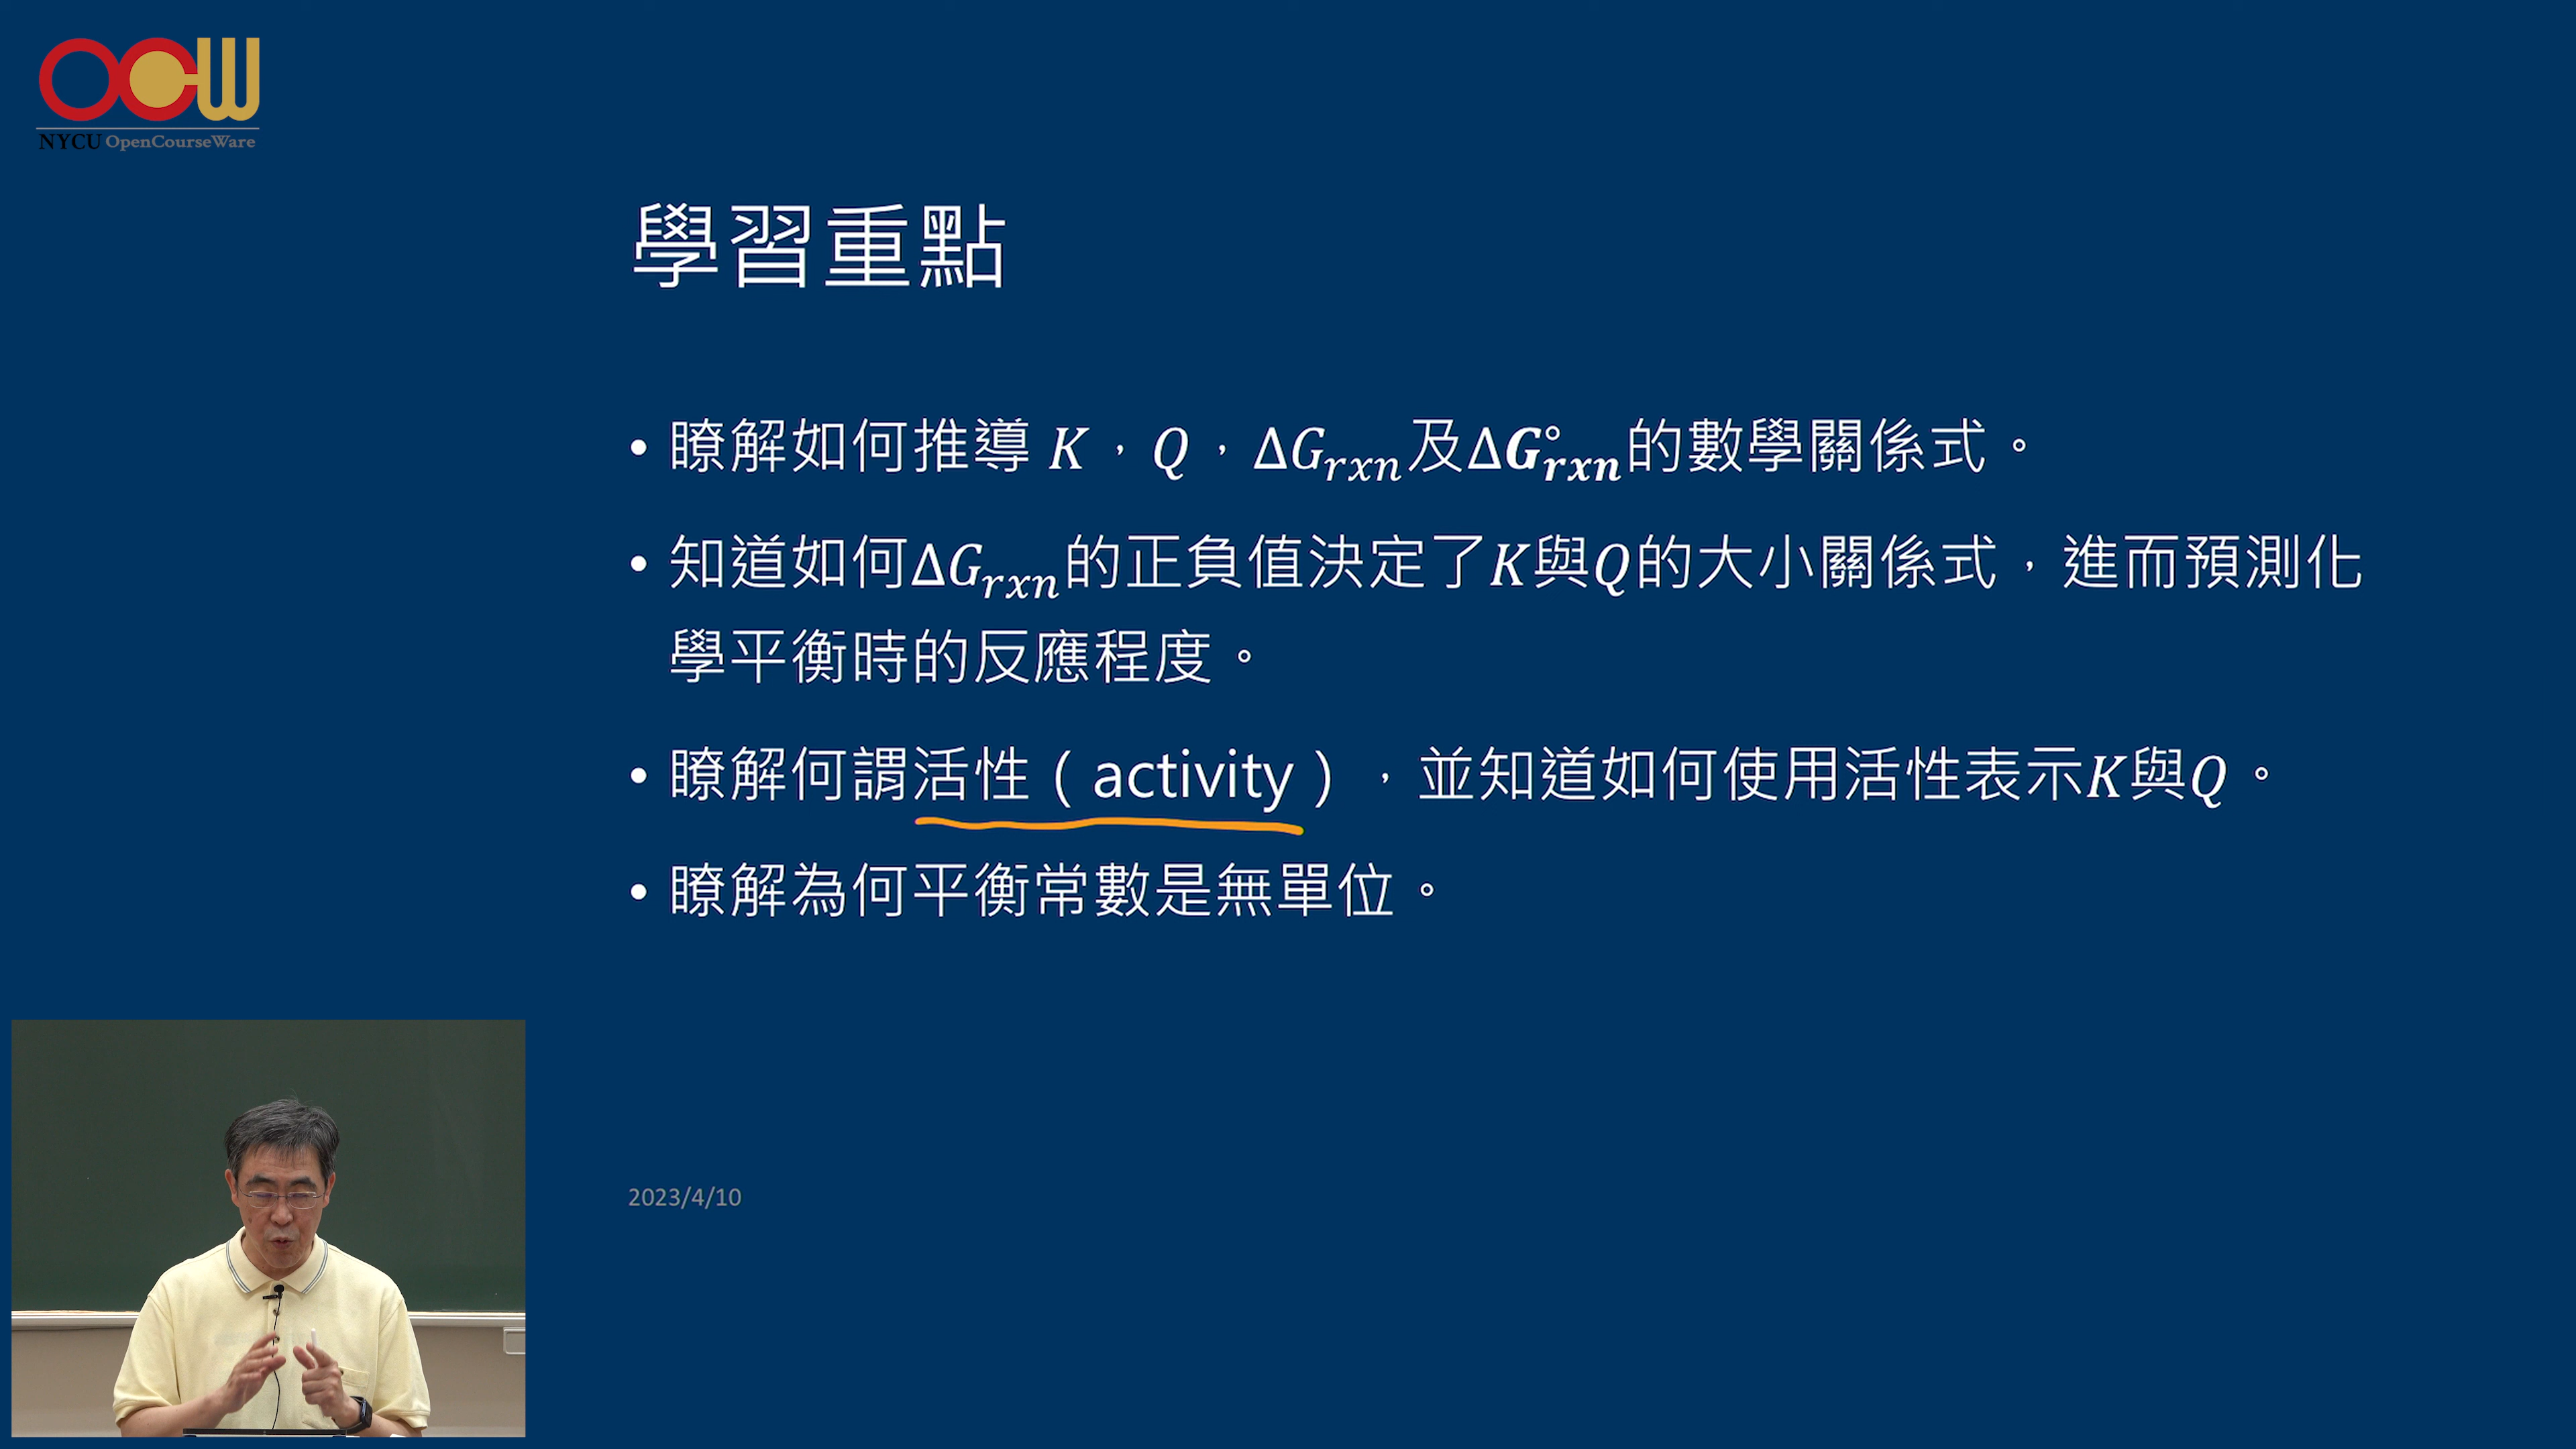 OCW
NYCU OpenCourseWare
學習重點
• 瞭解如何推導 K，Q，ΔG_rxn及ΔG°_rxn的數學關係式。
• 知道如何ΔG_rxn的正負值決定了K與Q的大小關係式，進而預測化
學平衡時的反應程度。
• 瞭解何謂活性（activity），並知道如何使用活性表示K與Q。
• 瞭解為何平衡常數是無單位。
2023/4/10